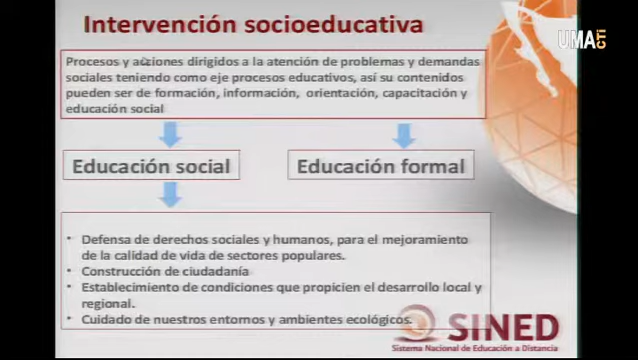 Intervención socioeducativa
UMA CTI
Procesos y acciones dirigidos a la atención de problemas y demandas
sociales teniendo como eje procesos educativos, así su contenidos
pueden ser de formación, información, orientación, capacitación y
educación social
Educación social
Educación formal
• Defensa de derechos sociales y humanos, para el mejoramiento
de la calidad de vida de sectores populares.
• Construcción de ciudadanía
• Establecimiento de condiciones que propicien el desarrollo local y
regional.
• Cuidado de nuestros entornos y ambientes ecológicos.
SINED
Sistema Nacional de Educación a Distancia